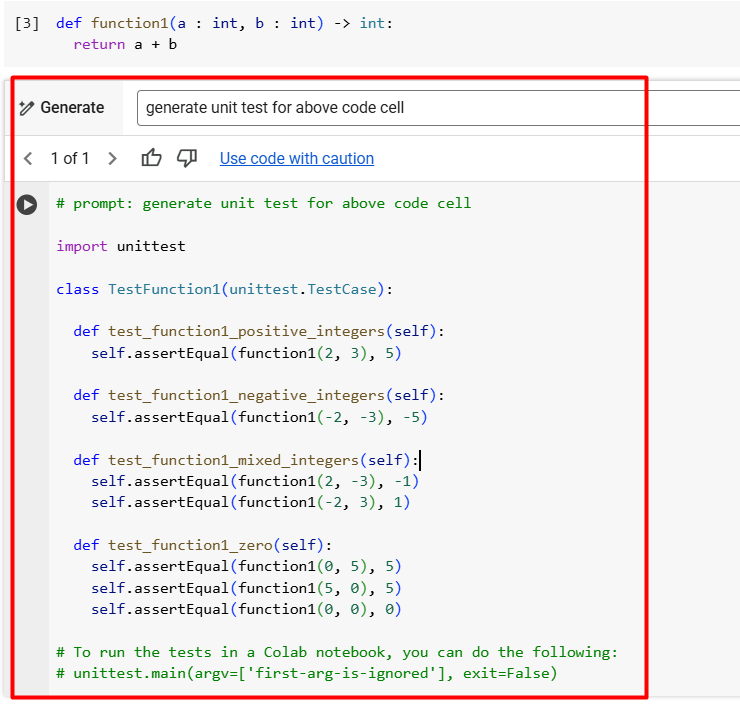 [3] def function1(a : int, b : int) -> int:
return a + b
Generate generate unit test for above code cell
1 of 1 Use code with caution
# prompt: generate unit test for above code cell
import unittest
class TestFunction1(unittest.TestCase):
def test_function1_positive_integers(self):
self.assertEqual(function1(2, 3), 5)
def test_function1_negative_integers(self):
self.assertEqual(function1(-2, -3), -5)
def test_function1_mixed_integers(self):
self.assertEqual(function1(2, -3), -1)
self.assertEqual(function1(-2, 3), 1)
def test_function1_zero(self):
self.assertEqual(function1(0, 5), 5)
self.assertEqual(function1(5, 0), 5)
self.assertEqual(function1(0, 0), 0)
# To run the tests in a Colab notebook, you can do the following:
# unittest.main(argv=['first-arg-is-ignored'], exit=False)